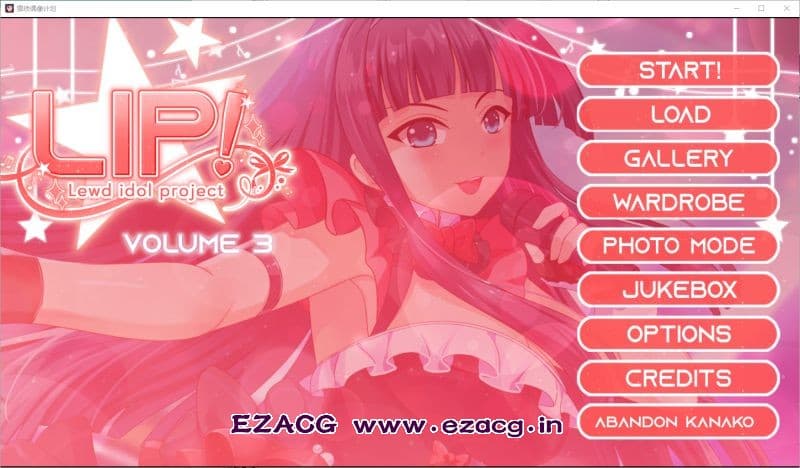 LIP!
Lewd idol project
VOLUME 3
START!
LOAD
GALLERY
WARDROBE
PHOTO MODE
JUKEBOX
OPTIONS
CREDITS
ABANDON KANAKO
EZACG www.ezacg.in